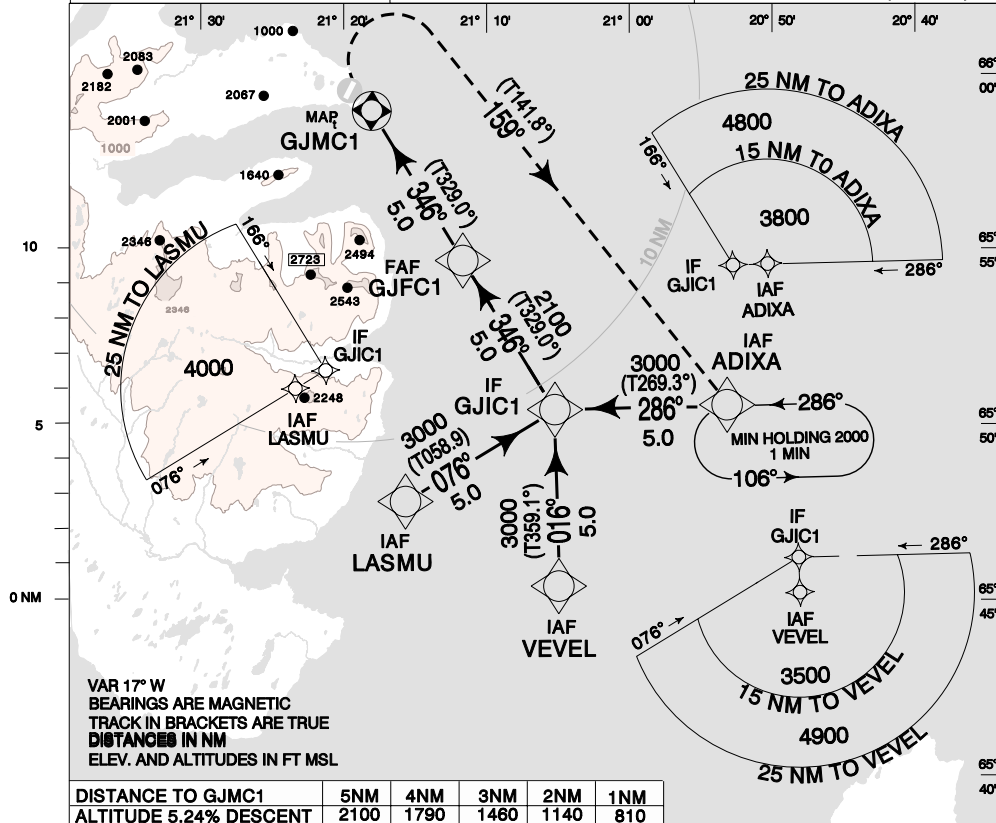 21° 30'
21° 20'
21° 10'
21° 00'
20° 50'
20° 40'
66°
00'
65°
55'
65°
50'
65°
45'
65°
40'
1000
2083
2182
2067
2001
1000
1640
2346
2723
2494
2543
2346
2248
10
5
0 NM
MAPt
GJMC1
(T141.8°)
159°
(T329.0°)
346°
5.0
FAF
GJFC1
10 NM
2100
(T329.0°)
346°
5.0
IF
GJIC1
3000
(T269.3°)
286°
5.0
IAF
ADIXA
286°
MIN HOLDING 2000
1 MIN
106°
3000
(T058.9)
076°
5.0
IAF
LASMU
3000
(T359.1°)
016°
5.0
IAF
VEVEL
25 NM TO ADIXA
4800
15 NM T0 ADIXA
3800
166°
286°
IF
GJIC1
IAF
ADIXA
25 NM TO LASMU
166°
4000
IF
GJIC1
IAF
LASMU
076°
IF
GJIC1
286°
IAF
VEVEL
076°
3500
15 NM TO VEVEL
4900
25 NM TO VEVEL
VAR 17° W
BEARINGS ARE MAGNETIC
TRACK IN BRACKETS ARE TRUE
DISTANCES IN NM
ELEV. AND ALTITUDES IN FT MSL
DISTANCE TO GJMC1 5NM 4NM 3NM 2NM 1NM
ALTITUDE 5.24% DESCENT 2100 1790 1460 1140 810